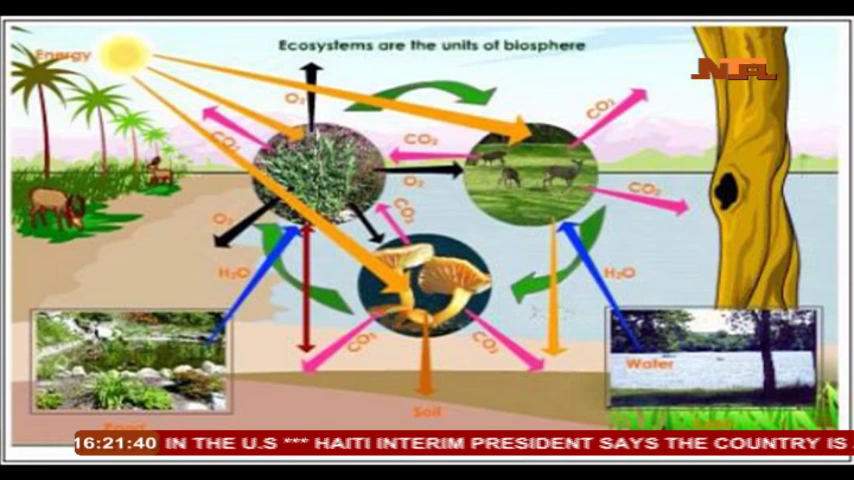 Ecosystems are the units of biosphere
Energy
NTA
O₂
CO₂
CO₂
CO₂
CO₂
O₂
CO₂
O₂
CO₂
H₂O
H₂O
CO₂
CO₂
Water
Soil
16:21:40 IN THE U.S *** HAITI INTERIM PRESIDENT SAYS THE COUNTRY IS